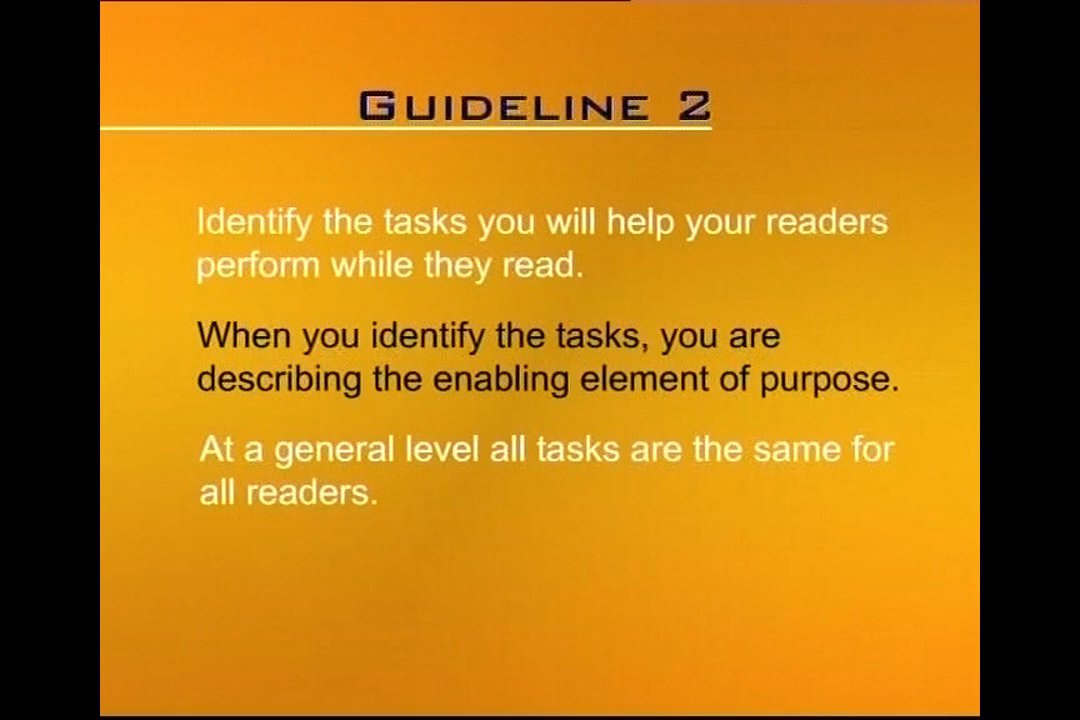 GUIDELINE 2
Identify the tasks you will help your readers
perform while they read.
When you identify the tasks, you are
describing the enabling element of purpose.
At a general level all tasks are the same for
all readers.